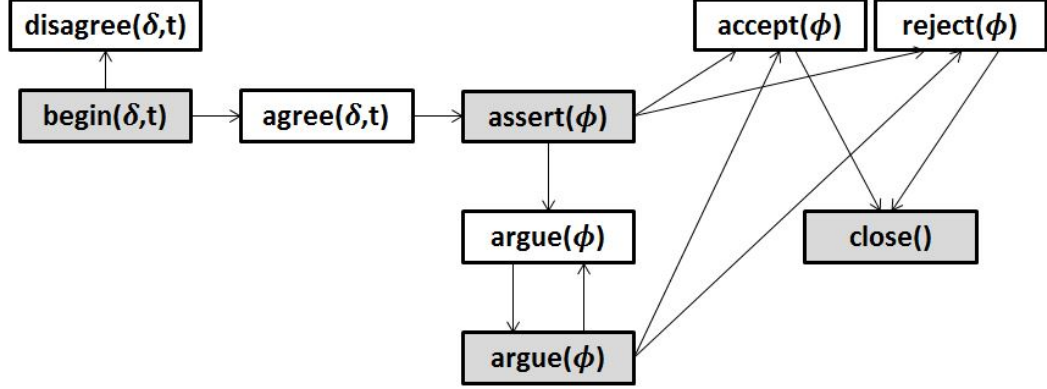 disagree(δ,t)
accept(ϕ)
reject(ϕ)
begin(δ,t)
agree(δ,t)
assert(ϕ)
argue(ϕ)
close()
argue(ϕ)